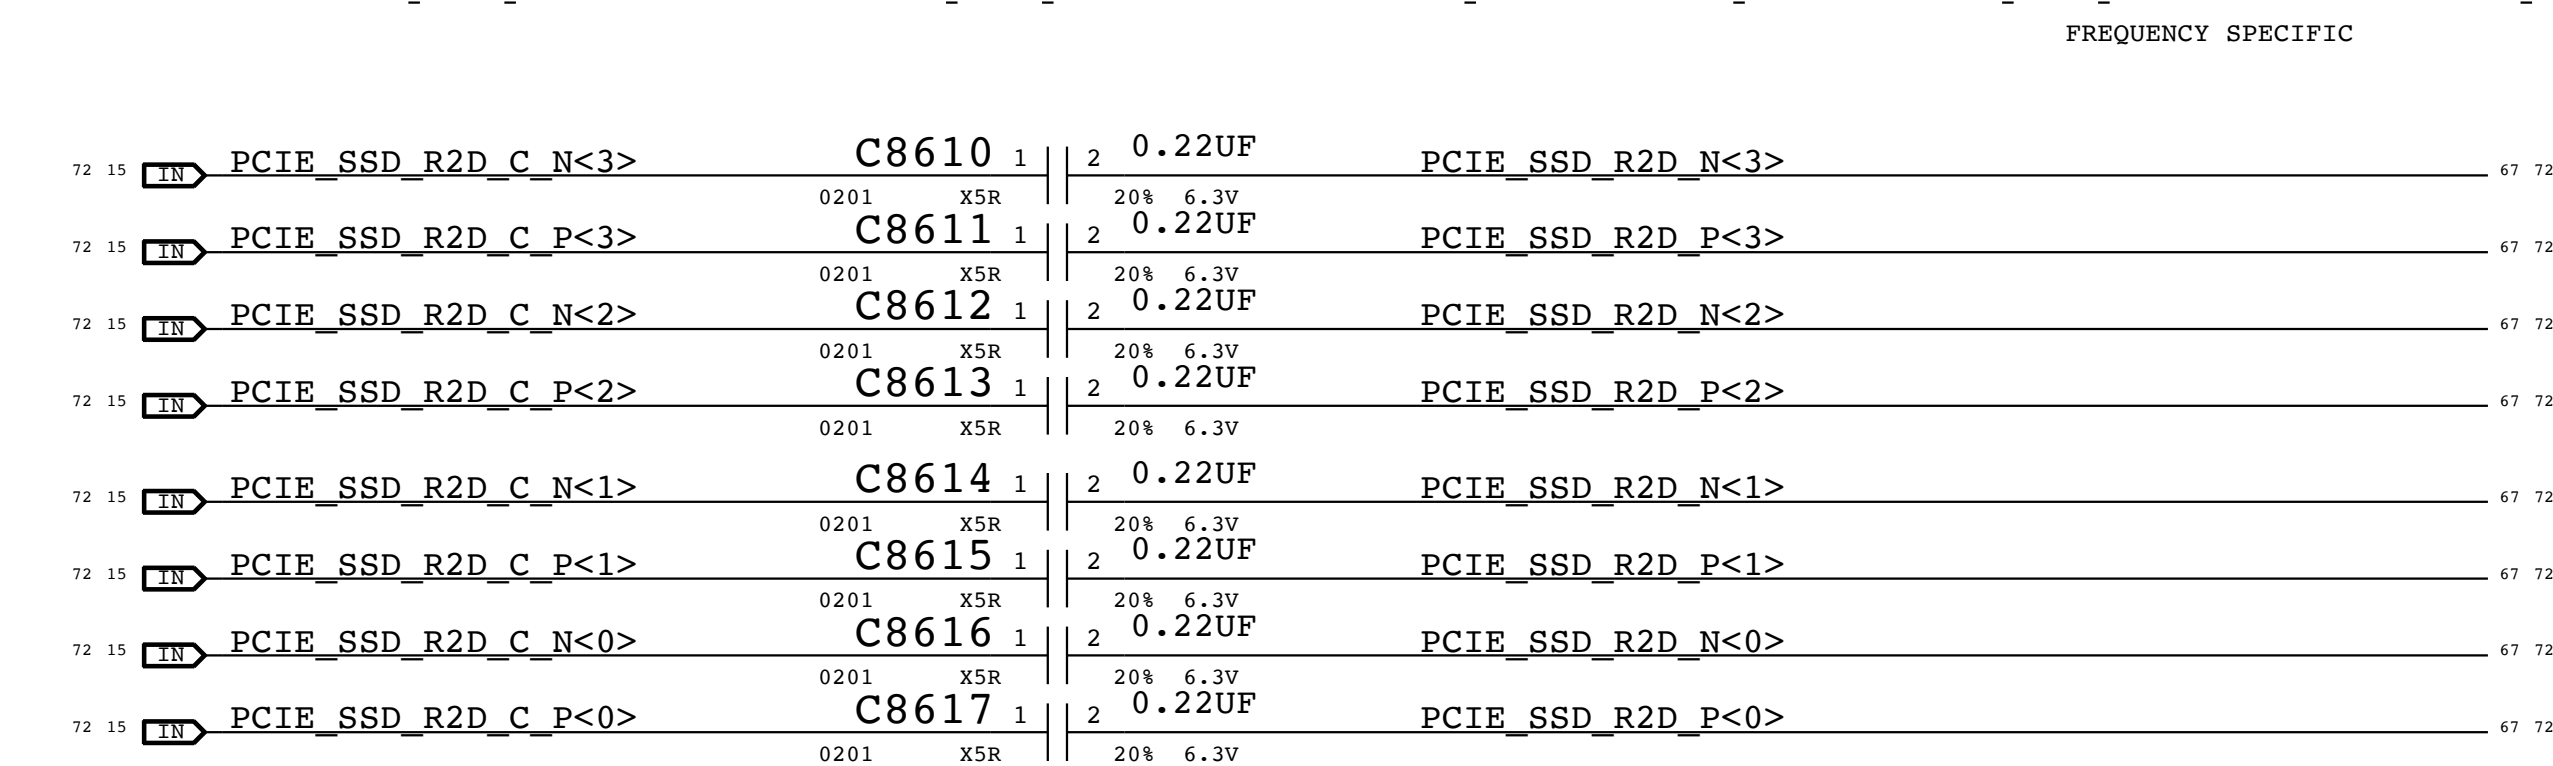 FREQUENCY SPECIFIC
72 15 IN PCIE_SSD_R2D_C_N<3> C8610 1 2 0.22UF PCIE_SSD_R2D_N<3> 67 72
0201 X5R 20% 6.3V
72 15 IN PCIE_SSD_R2D_C_P<3> C8611 1 2 0.22UF PCIE_SSD_R2D_P<3> 67 72
0201 X5R 20% 6.3V
72 15 IN PCIE_SSD_R2D_C_N<2> C8612 1 2 0.22UF PCIE_SSD_R2D_N<2> 67 72
0201 X5R 20% 6.3V
72 15 IN PCIE_SSD_R2D_C_P<2> C8613 1 2 0.22UF PCIE_SSD_R2D_P<2> 67 72
0201 X5R 20% 6.3V
72 15 IN PCIE_SSD_R2D_C_N<1> C8614 1 2 0.22UF PCIE_SSD_R2D_N<1> 67 72
0201 X5R 20% 6.3V
72 15 IN PCIE_SSD_R2D_C_P<1> C8615 1 2 0.22UF PCIE_SSD_R2D_P<1> 67 72
0201 X5R 20% 6.3V
72 15 IN PCIE_SSD_R2D_C_N<0> C8616 1 2 0.22UF PCIE_SSD_R2D_N<0> 67 72
0201 X5R 20% 6.3V
72 15 IN PCIE_SSD_R2D_C_P<0> C8617 1 2 0.22UF PCIE_SSD_R2D_P<0> 67 72
0201 X5R 20% 6.3V